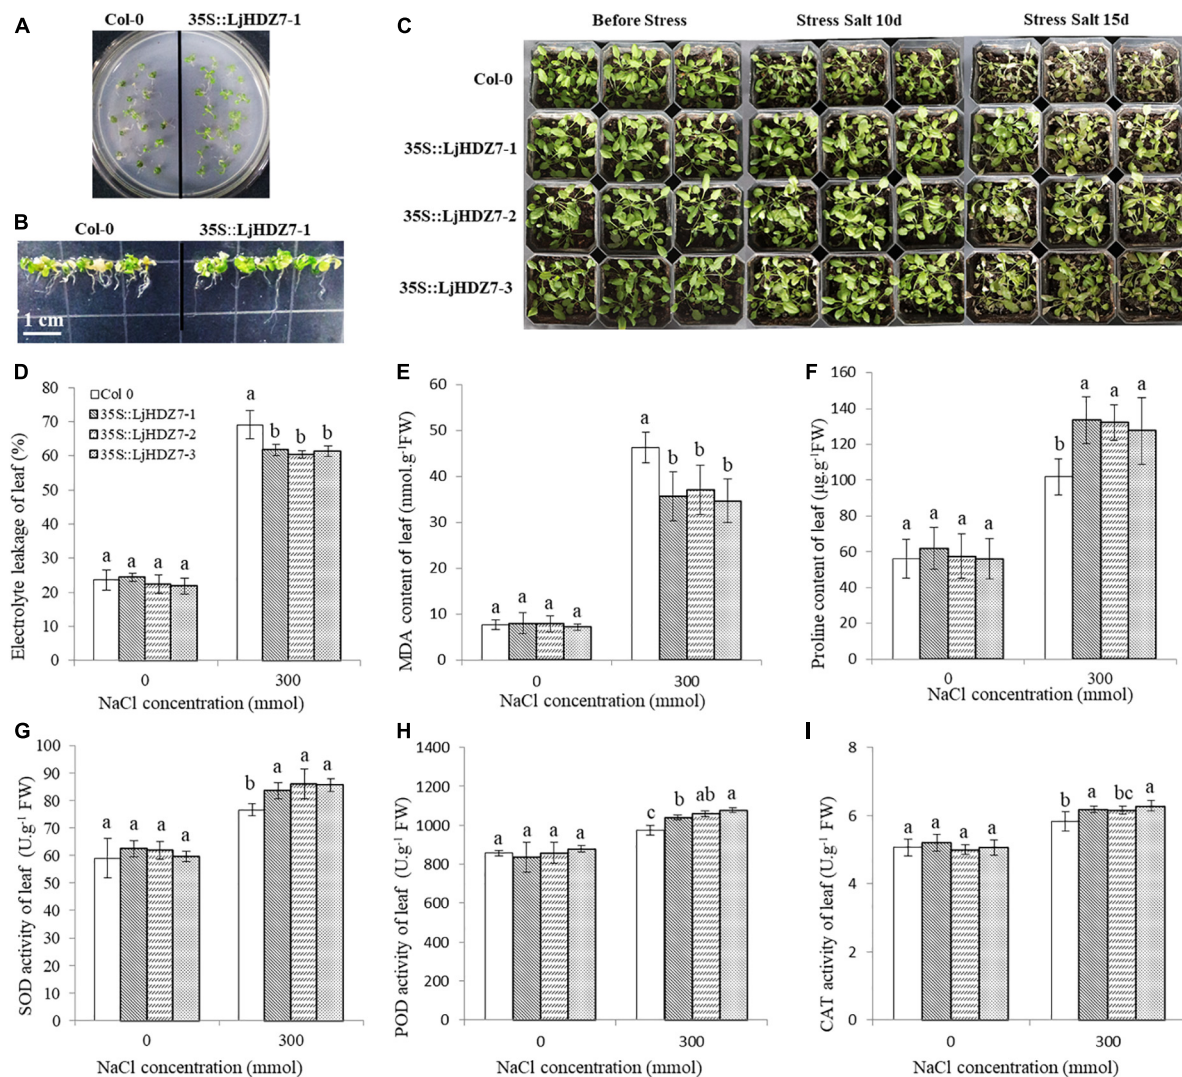 A
Col-0 35S::LjHDZ7-1
B
Col-0 35S::LjHDZ7-1
1 cm
C
Before Stress Stress Salt 10d Stress Salt 15d
Col-0
35S::LjHDZ7-1
35S::LjHDZ7-2
35S::LjHDZ7-3
D
Electrolyte leakage of leaf (%)
80
70
60
50
40
30
20
10
0
Col 0
35S::LjHDZ7-1
35S::LjHDZ7-2
35S::LjHDZ7-3
a a a a
a b b b
0 300
NaCl concentration (mmol)
E
MDA content of leaf (nmol.g-1FW)
60
50
40
30
20
10
0
a a a a
a b b b
0 300
NaCl concentration (mmol)
F
Proline content of leaf (µg.g-1FW)
160
140
120
100
80
60
40
20
0
a a a a
b a a a
0 300
NaCl concentration (mmol)
G
SOD activity of leaf (U.g-1 FW)
100
90
80
70
60
50
40
30
20
10
0
a a a a
b a a a
0 300
NaCl concentration (mmol)
H
POD activity of leaf (U.g-1 FW)
1400
1200
1000
800
600
400
200
0
a a a a
c b ab a
0 300
NaCl concentration (mmol)
I
CAT activity of leaf (U.g-1 FW)
8
6
4
2
0
a a a a
b a bc a
0 300
NaCl concentration (mmol)